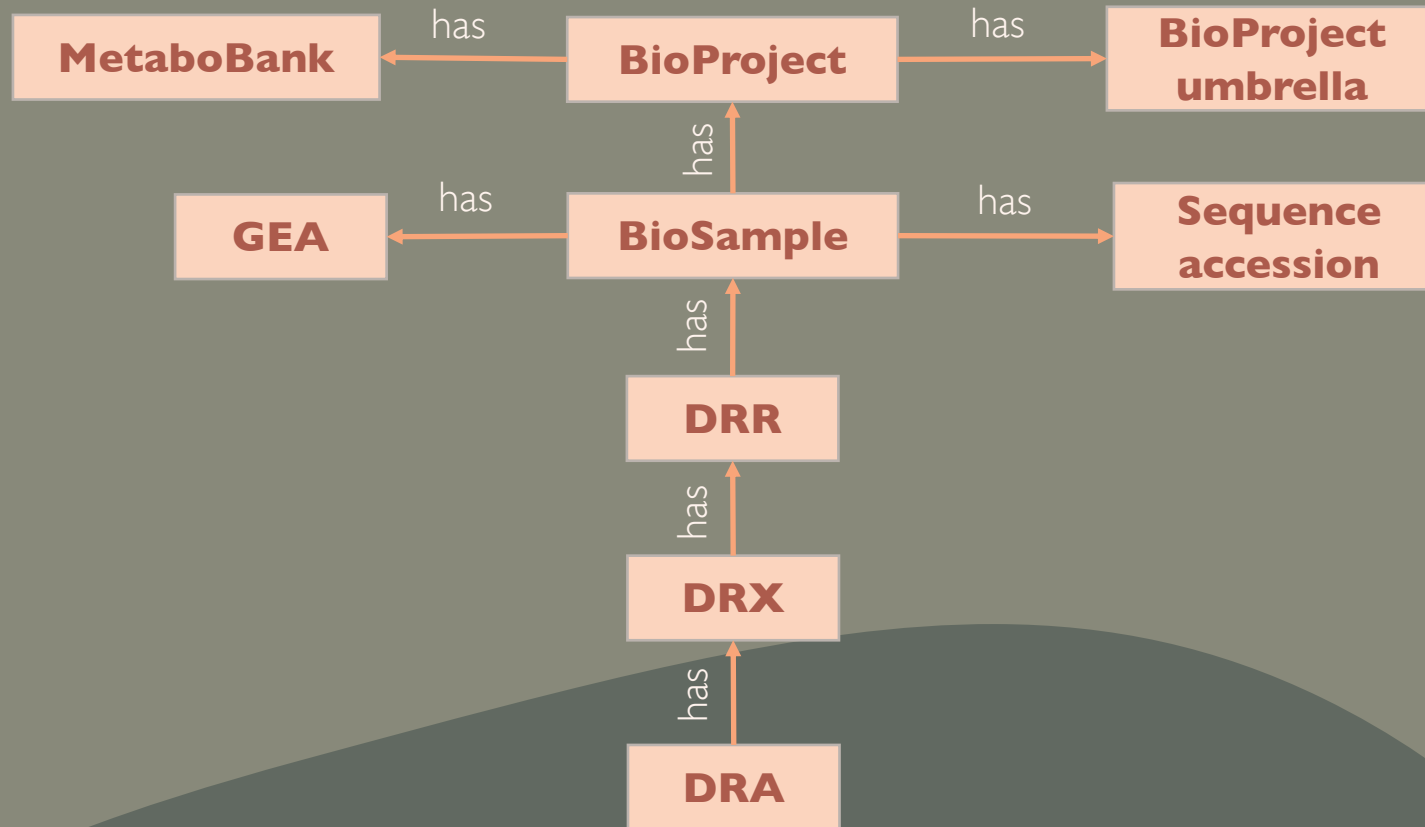 has
has
MetaboBank
BioProject
BioProject
umbrella
has
has
has
GEA
BioSample
Sequence
accession
has
DRR
has
DRX
has
DRA